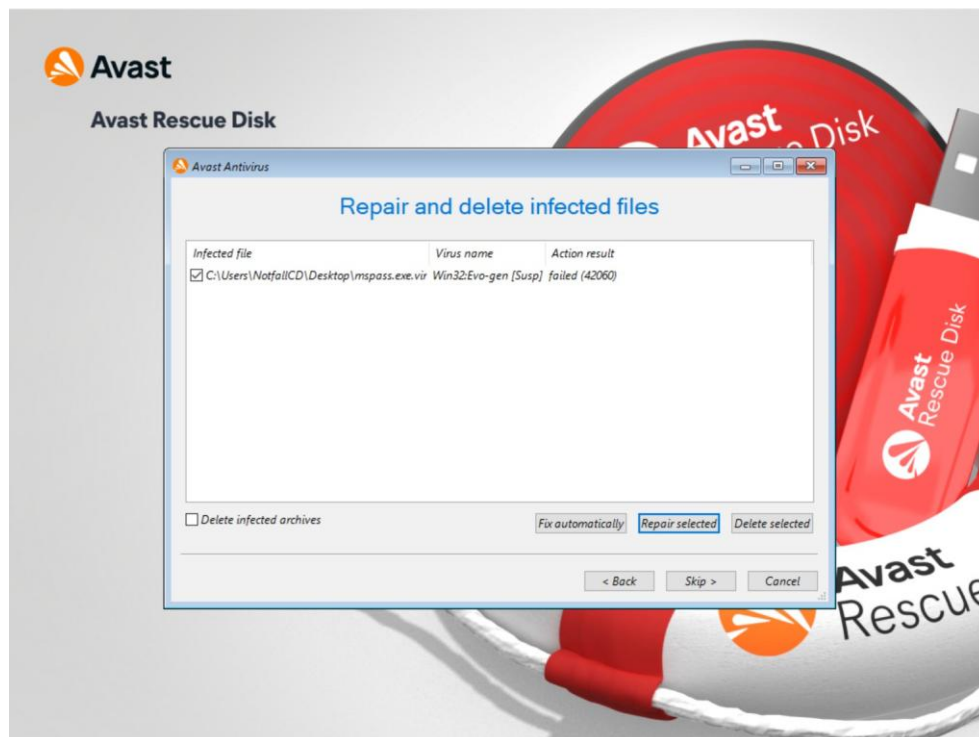 Avast
Avast Rescue Disk
Avast
Disk
Avast Antivirus
Repair and delete infected files
Infected file Virus name Action result
C:\Users\NotfallCD\Desktop\mspass.exe.vir Win32:Evo-gen [Susp] failed (42060)
Avast
Rescue Disk
Delete infected archives Fix automatically Repair selected Delete selected
< Back Skip > Cancel
Avast